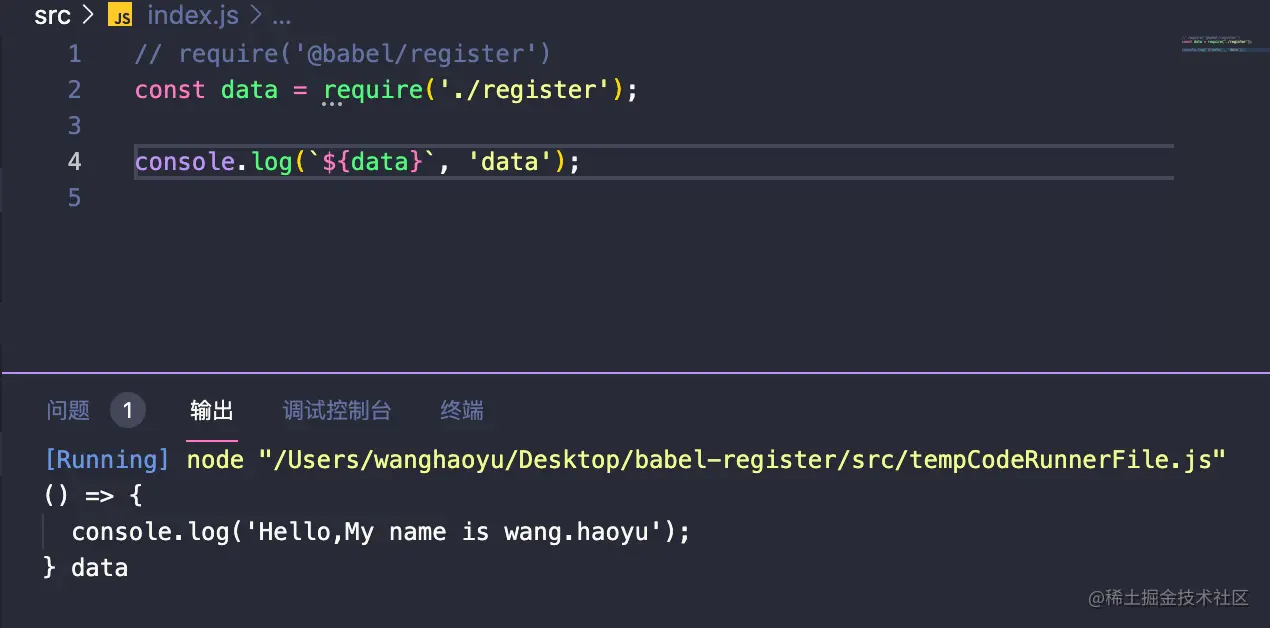 src > JS index.js > ...
1 // require('@babel/register')
2 const data = require('./register');
3
4 console.log(`${data}`, 'data');
5
问题 1 输出 调试控制台 终端
[Running] node "/Users/wanghaoyu/Desktop/babel-register/src/tempCodeRunnerFile.js"
() => {
  console.log('Hello,My name is wang.haoyu');
} data
@稀土掘金技术社区